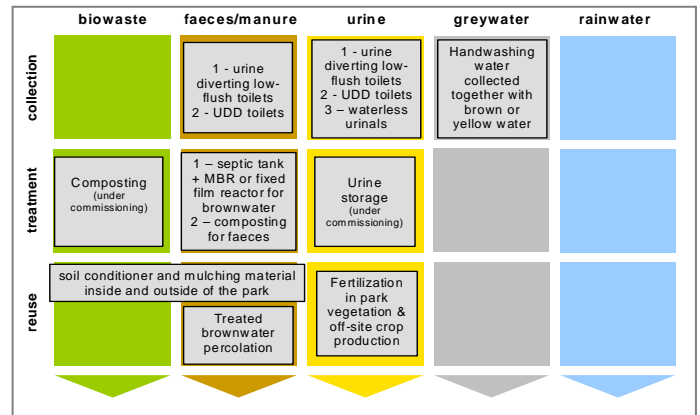 biowaste
faeces/manure
urine
greywater
rainwater
collection
1 - urine
diverting low-
flush toilets
2 - UDD toilets
1 - urine
diverting low-
flush toilets
2 - UDD toilets
3 – waterless
urinals
Handwashing
water
collected
together with
brown or
yellow water
treatment
Composting
(under
commissioning)
1 – septic tank
+ MBR or fixed
film reactor for
brownwater
2 – composting
for faeces
Urine
storage
(under
commissioning)
reuse
soil conditioner and mulching material
inside and outside of the park
Treated
brownwater
percolation
Fertilization
in park
vegetation &
off-site crop
production